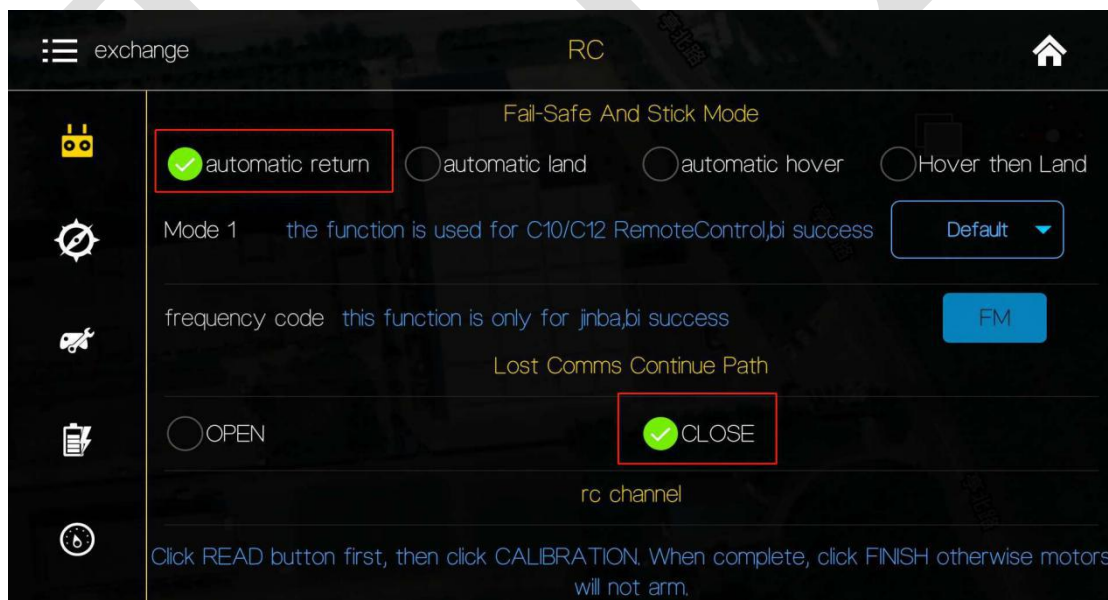 exchange
RC
Fail-Safe And Stick Mode
automatic return
automatic land
automatic hover
Hover then Land
Mode 1
the function is used for C10/C12 RemoteControl,bi success
Default
frequency code
this function is only for jinba,bi success
FM
Lost Comms Continue Path
OPEN
CLOSE
rc channel
Click READ button first, then click CALIBRATION. When complete, click FINISH otherwise motors
will not arm.